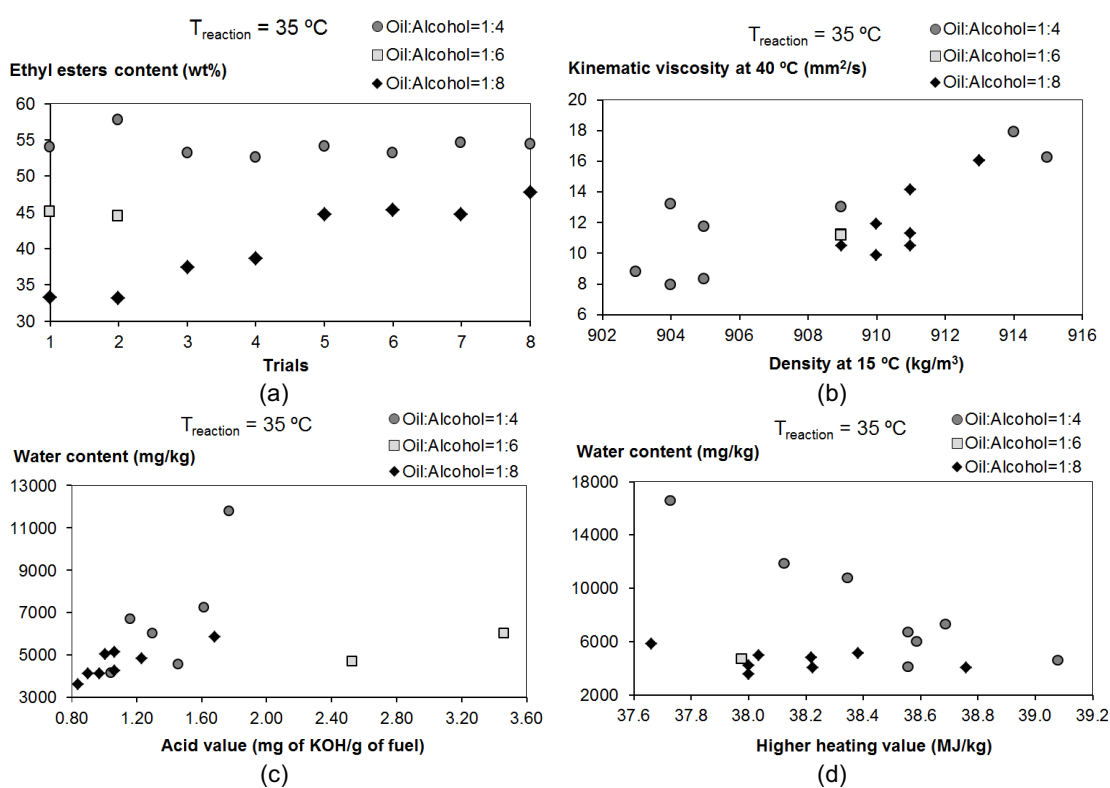 T_reaction = 35 ºC
Oil:Alcohol=1:4
Oil:Alcohol=1:6
Oil:Alcohol=1:8
Ethyl esters content (wt%)
60
55
50
45
40
35
30
1 2 3 4 5 6 7 8
Trials
(a)
T_reaction = 35 ºC
Oil:Alcohol=1:4
Oil:Alcohol=1:6
Oil:Alcohol=1:8
Kinematic viscosity at 40 ºC (mm²/s)
20
18
16
14
12
10
8
6
902 904 906 908 910 912 914 916
Density at 15 ºC (kg/m³)
(b)
T_reaction = 35 ºC
Oil:Alcohol=1:4
Oil:Alcohol=1:6
Oil:Alcohol=1:8
Water content (mg/kg)
13000
11000
9000
7000
5000
3000
0.80 1.20 1.60 2.00 2.40 2.80 3.20 3.60
Acid value (mg of KOH/g of fuel)
(c)
T_reaction = 35 ºC
Oil:Alcohol=1:4
Oil:Alcohol=1:6
Oil:Alcohol=1:8
Water content (mg/kg)
18000
14000
10000
6000
2000
37.6 37.8 38.0 38.2 38.4 38.6 38.8 39.0 39.2
Higher heating value (MJ/kg)
(d)